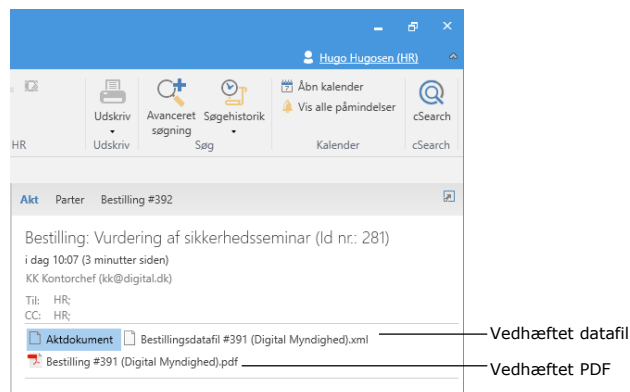 Hugo Hugosen (HR)
Udskriv
Avanceret søgning
Søgehistorik
Åbn kalender
Vis alle påmindelser
cSearch
HR
Udskriv
Søg
Kalender
cSearch
Akt Parter Bestilling #392
Bestilling: Vurdering af sikkerhedsseminar (Id nr.: 281)
i dag 10:07 (3 minutter siden)
KK Kontorchef (kk@digital.dk)
Til: HR;
CC: HR;
Aktdokument Bestillingsdatafil #391 (Digital Myndighed).xml Vedhæftet datafil
Bestilling #391 (Digital Myndighed).pdf Vedhæftet PDF